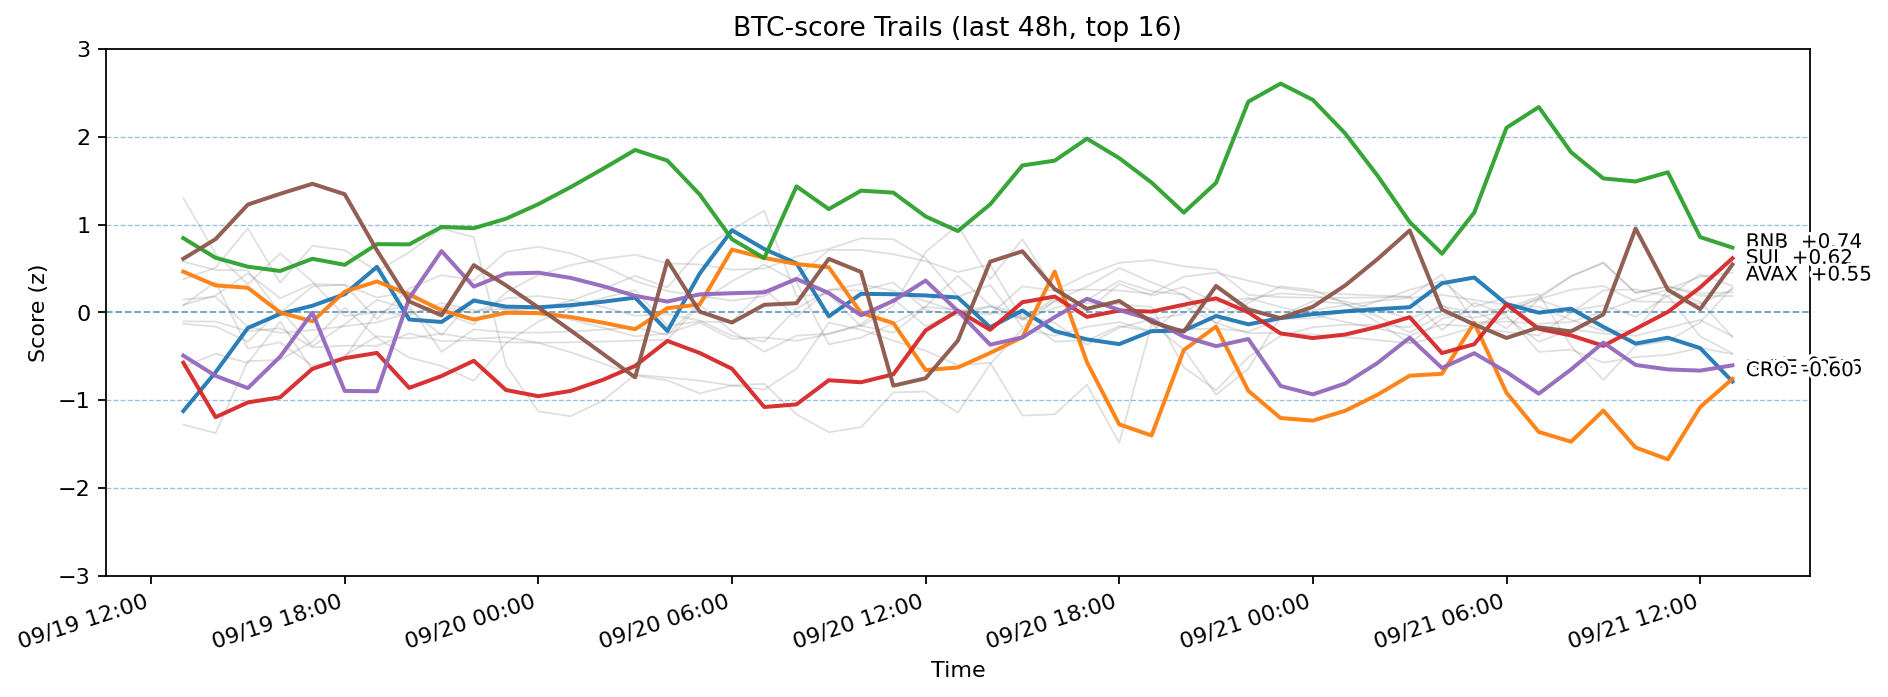 BTC-score Trails (last 48h, top 16)
3
2
1
0
−1
−2
−3
Score (z)
RNB +0.74
SUI +0.62
AVAX +0.55
CRO -0.60
09/19 12:00
09/19 18:00
09/20 00:00
09/20 06:00
09/20 12:00
09/20 18:00
09/21 00:00
09/21 06:00
09/21 12:00
Time